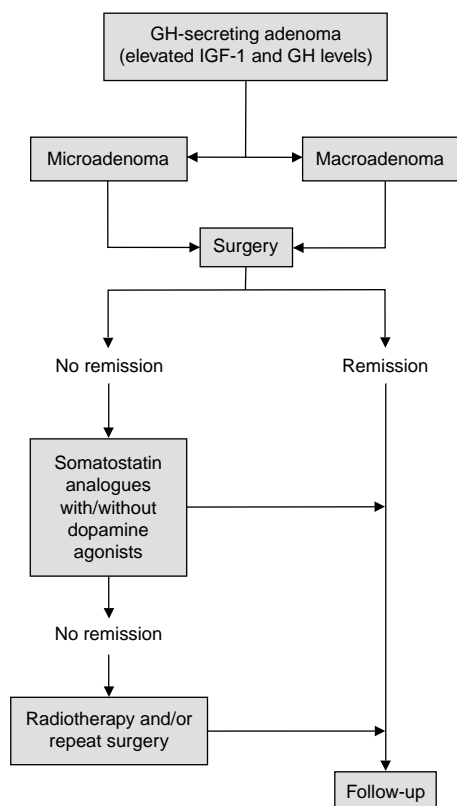 GH-secreting adenoma
(elevated IGF-1 and GH levels)
Microadenoma
Macroadenoma
Surgery
No remission
Remission
Somatostatin
analogues
with/without
dopamine
agonists
No remission
Radiotherapy and/or
repeat surgery
Follow-up